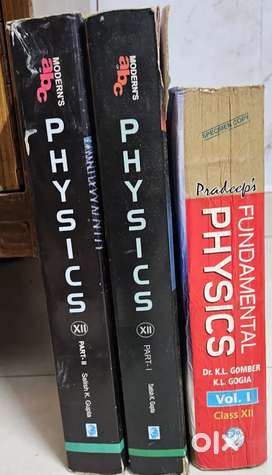 MODERN'S
abc
PHYSICS
XII
PART-II
Satish K. Gupta
MODERN'S
abc
PHYSICS
XII
PART-I
Satish K. Gupta
SPECIMEN COPY
Pradeep's
FUNDAMENTAL
PHYSICS
Dr. K.L. GOMBER
K.L. GOGIA
Vol. I
Class XII
OLX